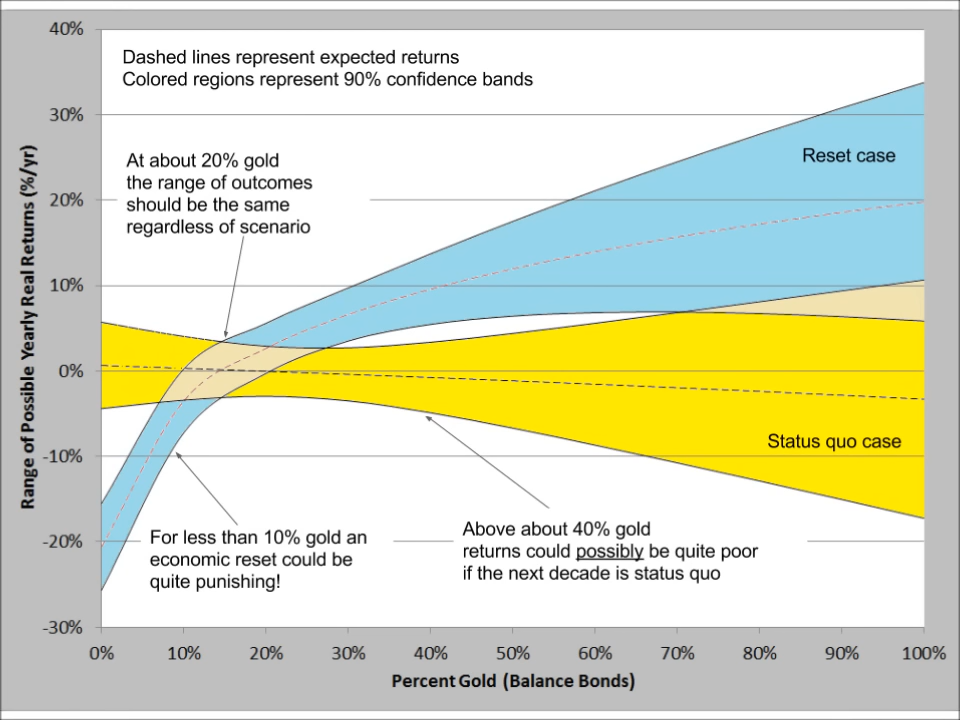 40%
Dashed lines represent expected returns
Colored regions represent 90% confidence bands
30%
At about 20% gold
the range of outcomes
should be the same
regardless of scenario
Reset case
20%
10%
0%
Status quo case
-10%
For less than 10% gold an
economic reset could be
quite punishing!
Above about 40% gold
returns could possibly be quite poor
if the next decade is status quo
-20%
-30%
Range of Possible Yearly Real Returns (%/yr)
0% 10% 20% 30% 40% 50% 60% 70% 80% 90% 100%
Percent Gold (Balance Bonds)